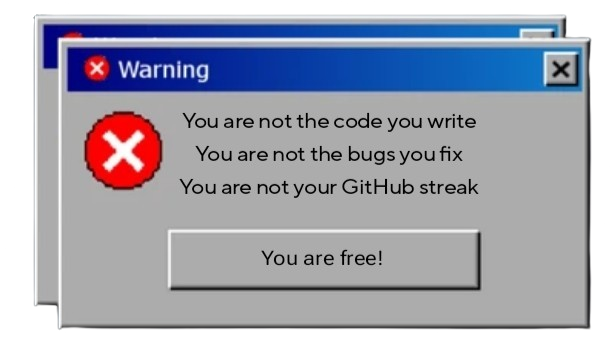 Warning
You are not the code you write
You are not the bugs you fix
You are not your GitHub streak
You are free!